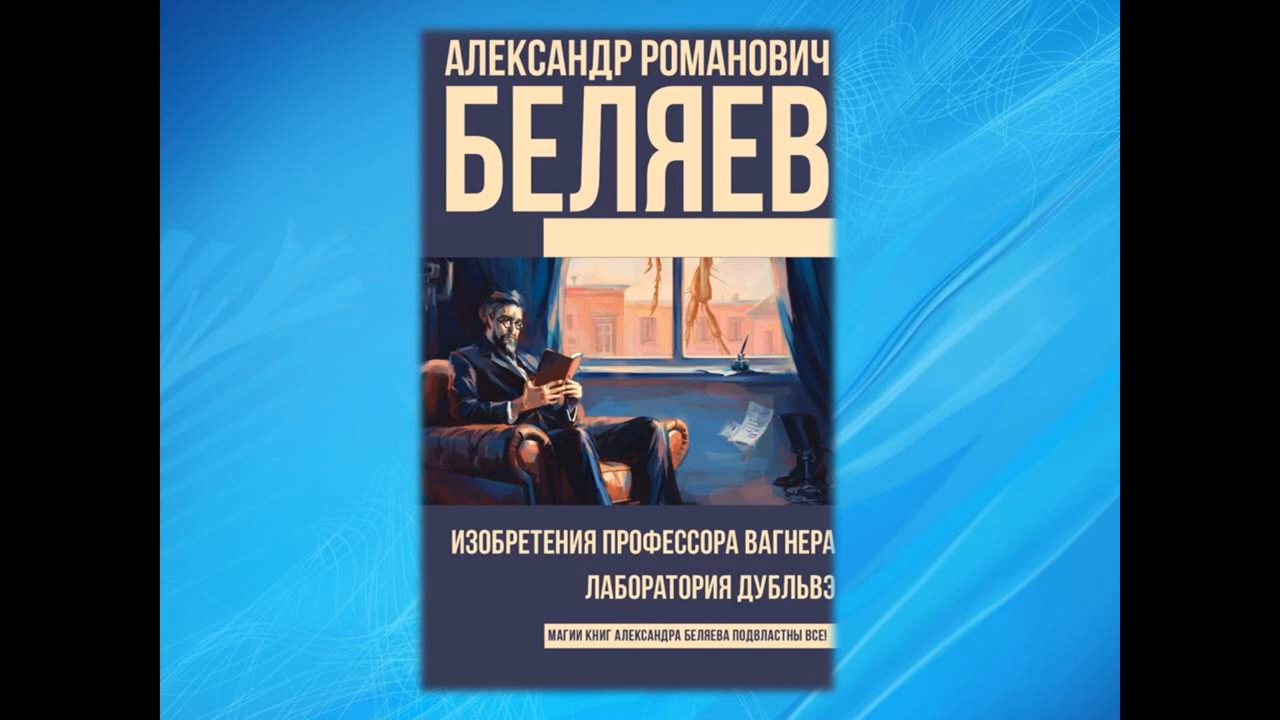 АЛЕКСАНДР РОМАНОВИЧ
БЕЛЯЕВ
ИЗОБРЕТЕНИЯ ПРОФЕССОРА ВАГНЕРА
ЛАБОРАТОРИЯ ДУБЛЬВЭ
МАГИИ КНИГ АЛЕКСАНДРА БЕЛЯЕВА ПОДВЛАСТНЫ ВСЕ!